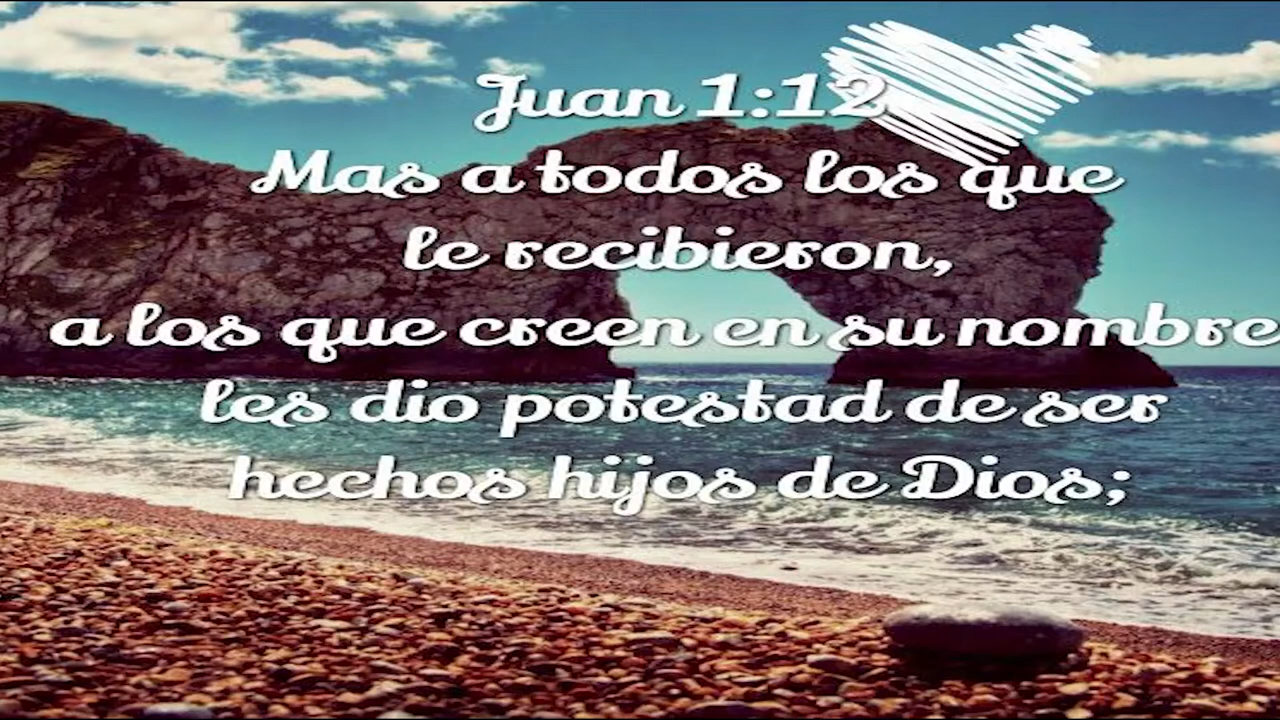 Juan 1:12
Mas a todos los que
le recibieron,
a los que creen en su nombre
les dio potestad de ser
hechos hijos de Dios;